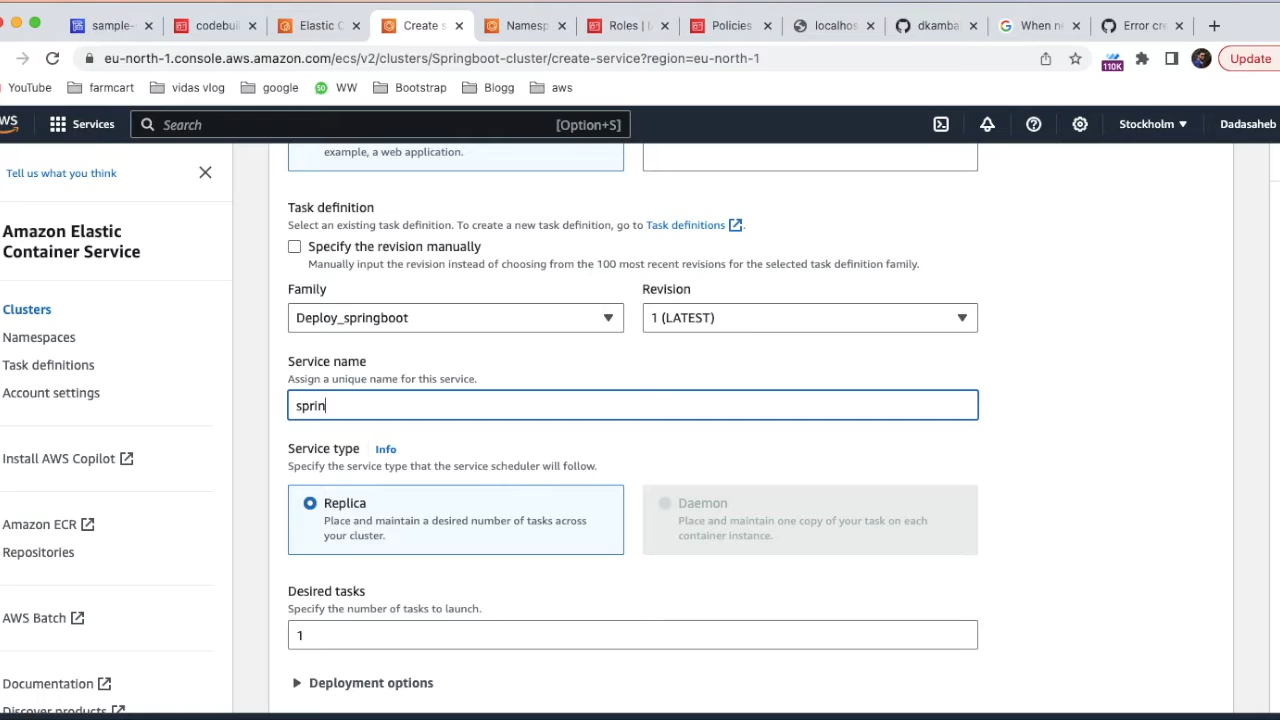 sample-
codebuil
Elastic C
Create s
Namesp
Roles |
Policies
localhos
dkamba
When ne
Error cre
eu-north-1.console.aws.amazon.com/ecs/v2/clusters/Springboot-cluster/create-service?region=eu-north-1
110K
Update
YouTube
farmcart
vidas vlog
google
WW
Bootstrap
Blogg
aws
Services
Search
[Option+S]
Stockholm
Dadasaheb
Tell us what you think
Amazon Elastic
Container Service
Clusters
Namespaces
Task definitions
Account settings
Install AWS Copilot
Amazon ECR
Repositories
AWS Batch
Documentation
Discover products
example, a web application.
Task definition
Select an existing task definition. To create a new task definition, go to Task definitions.
Specify the revision manually
Manually input the revision instead of choosing from the 100 most recent revisions for the selected task definition family.
Family
Revision
Deploy_springboot
1 (LATEST)
Service name
Assign a unique name for this service.
sprin
Service type
Info
Specify the service type that the service scheduler will follow.
Replica
Place and maintain a desired number of tasks across
your cluster.
Daemon
Place and maintain one copy of your task on each
container instance.
Desired tasks
Specify the number of tasks to launch.
1
Deployment options